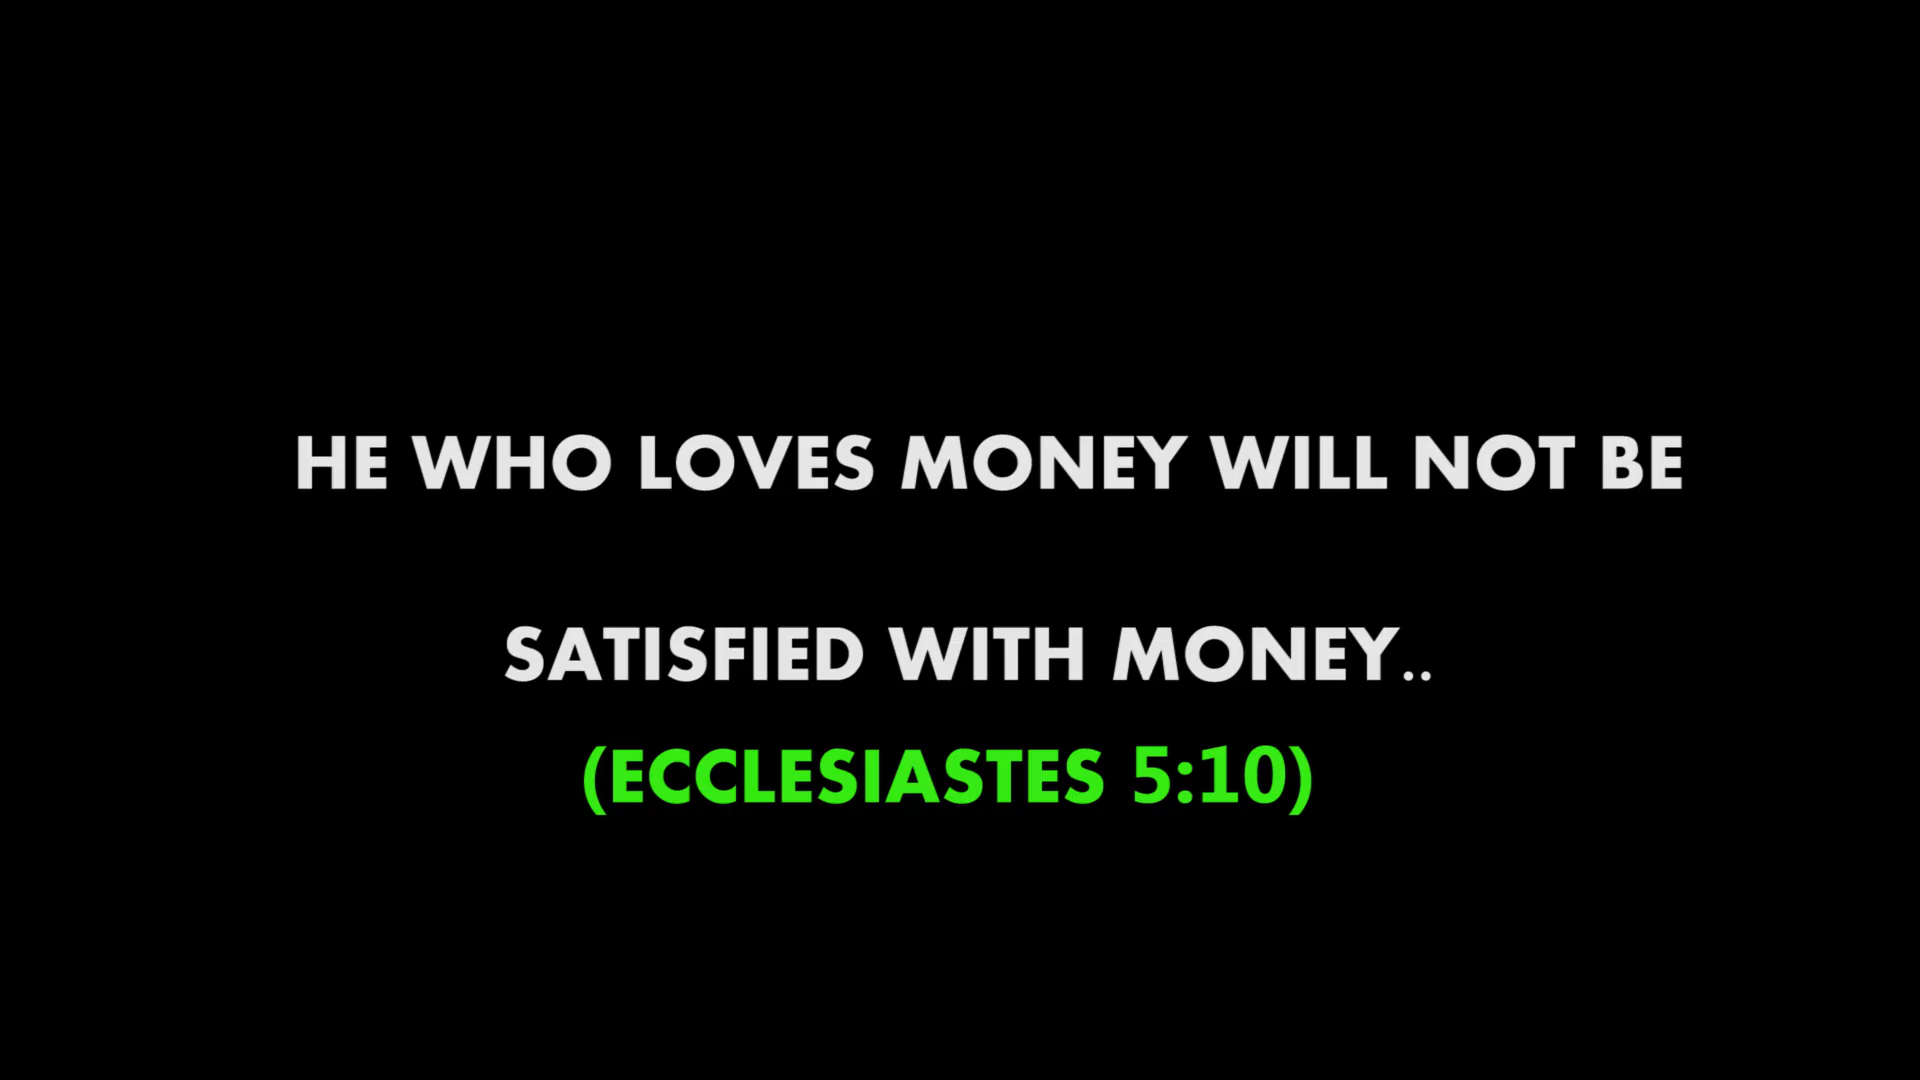 HE WHO LOVES MONEY WILL NOT BE
SATISFIED WITH MONEY..
(ECCLESIASTES 5:10)